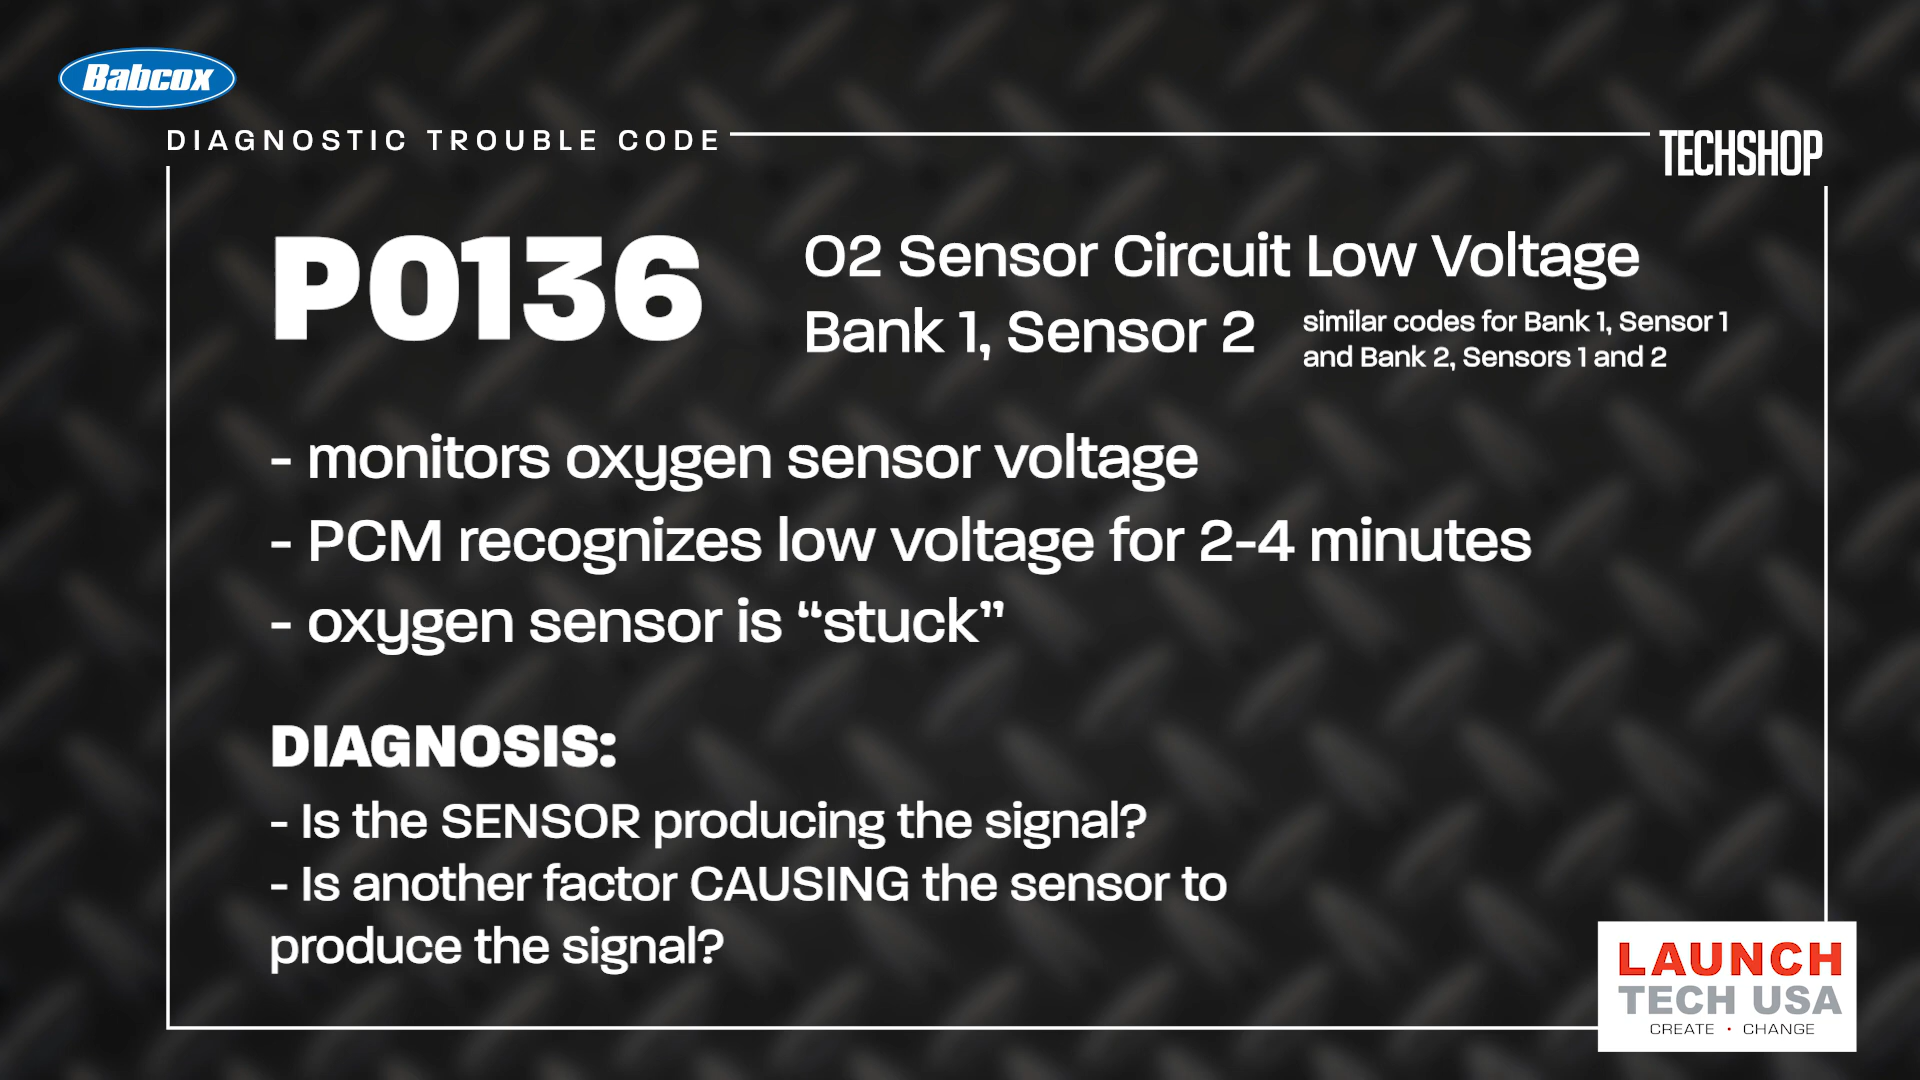 Babcox
DIAGNOSTIC TROUBLE CODE
TECHSHOP
P0136
O2 Sensor Circuit Low Voltage
Bank 1, Sensor 2
similar codes for Bank 1, Sensor 1
and Bank 2, Sensors 1 and 2
- monitors oxygen sensor voltage
- PCM recognizes low voltage for 2-4 minutes
- oxygen sensor is “stuck”
DIAGNOSIS:
- Is the SENSOR producing the signal?
- Is another factor CAUSING the sensor to
produce the signal?
LAUNCH
TECH USA
CREATE · CHANGE